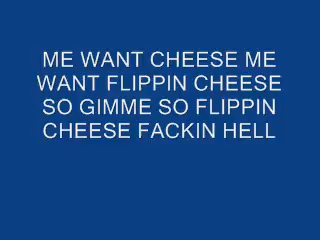 ME WANT CHEESE ME
WANT FLIPPIN CHEESE
SO GIMME SO FLIPPIN
CHEESE FACKIN HELL